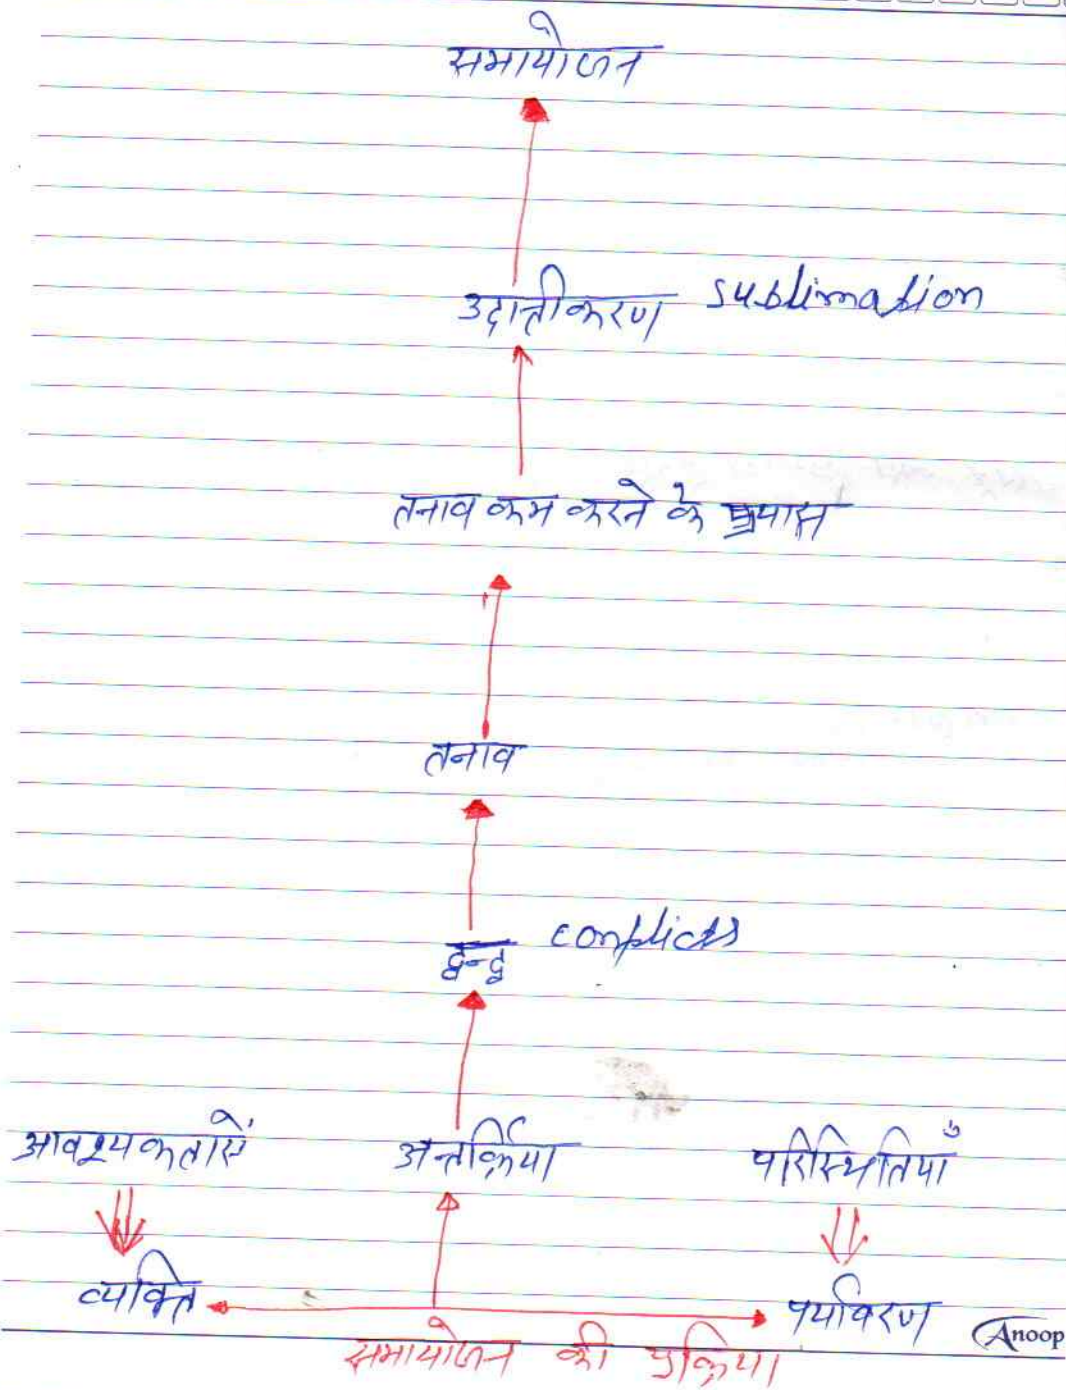 समायोजन
उदात्तीकरण sublimation
तनाव कम करने के प्रयास
तनाव
द्वन्द्व conflicts
आवश्यकताऐं अन्तर्क्रिया परिस्थितियाँ
व्यक्ति पर्यावरण
Anoop
समायोजन की प्रक्रिया